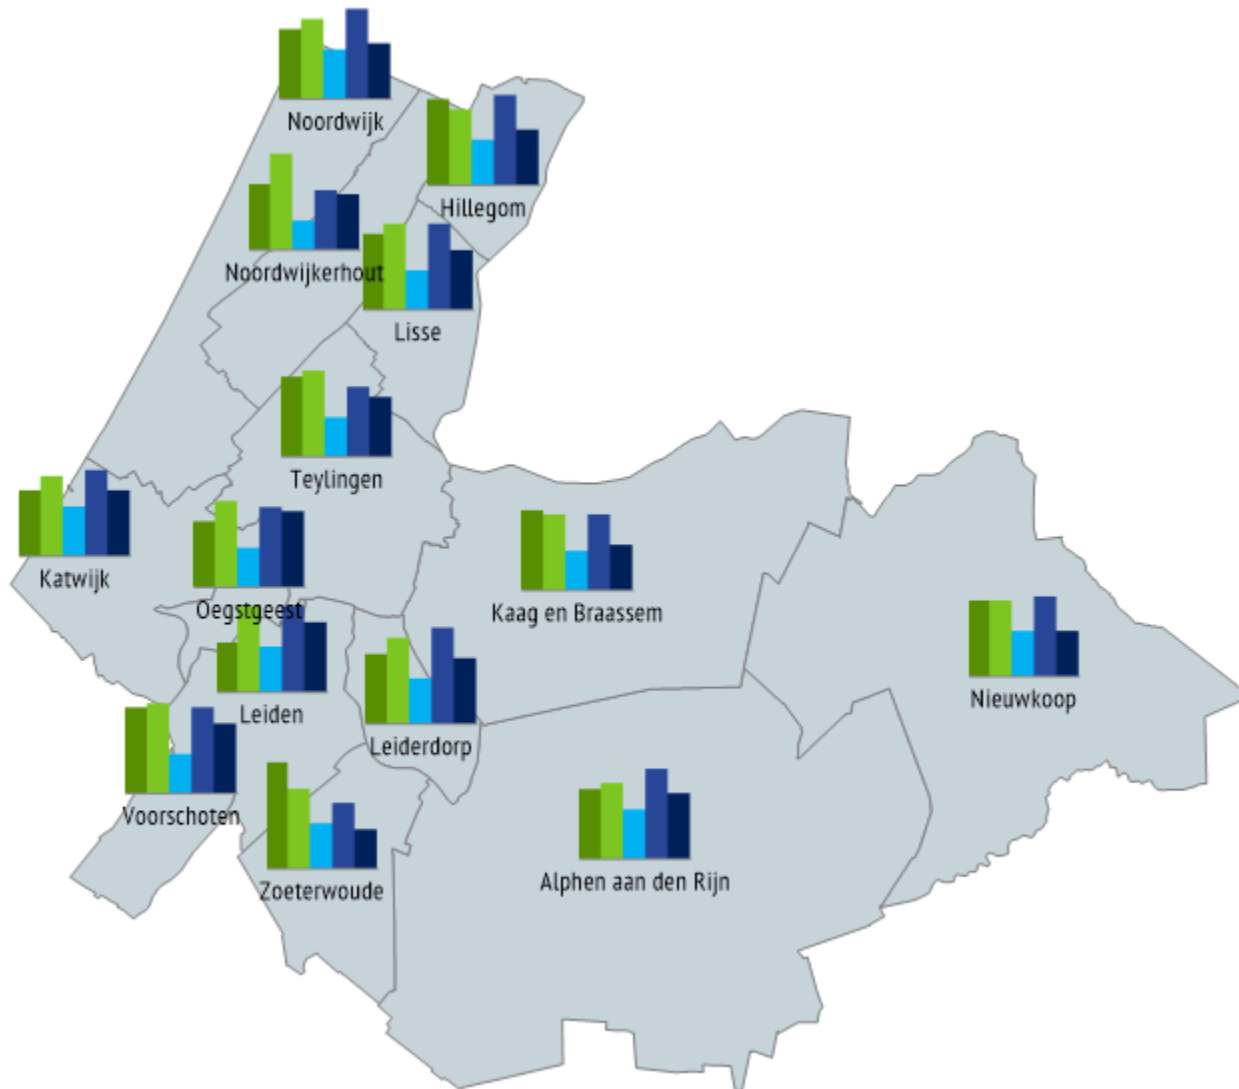 Noordwijk
Hillegom
Noordwijkerhout
Lisse
Teylingen
Katwijk
Oegstgeest
Kaag en Braassem
Leiden
Leiderdorp
Nieuwkoop
Voorschoten
Zoeterwoude
Alphen aan den Rijn